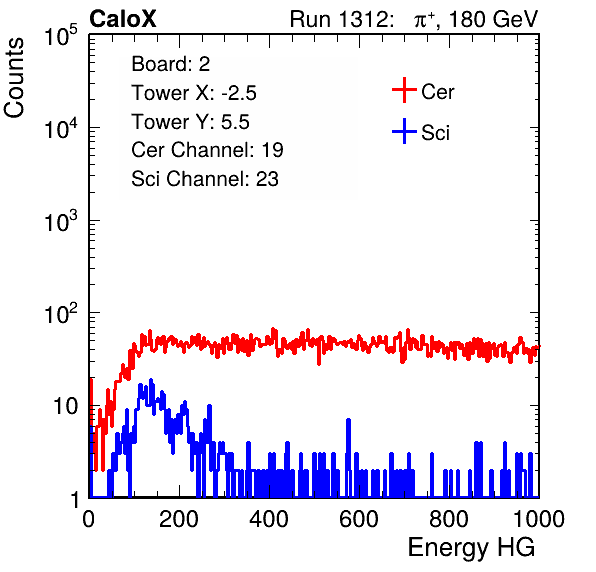 CaloX Run 1312: π⁺, 180 GeV
Board: 2
Tower X: -2.5
Tower Y: 5.5
Cer Channel: 19
Sci Channel: 23
Cer
Sci
Counts
10⁵
10⁴
10³
10²
10
1
0 200 400 600 800 1000
Energy HG